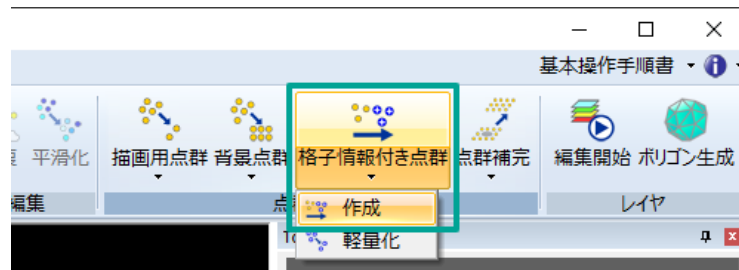 基本操作手順書
平滑化
描画用点群
背景点群
格子情報付き点群
点群補完
編集開始
ポリゴン生成
編集
点
レイヤ
作成
軽量化